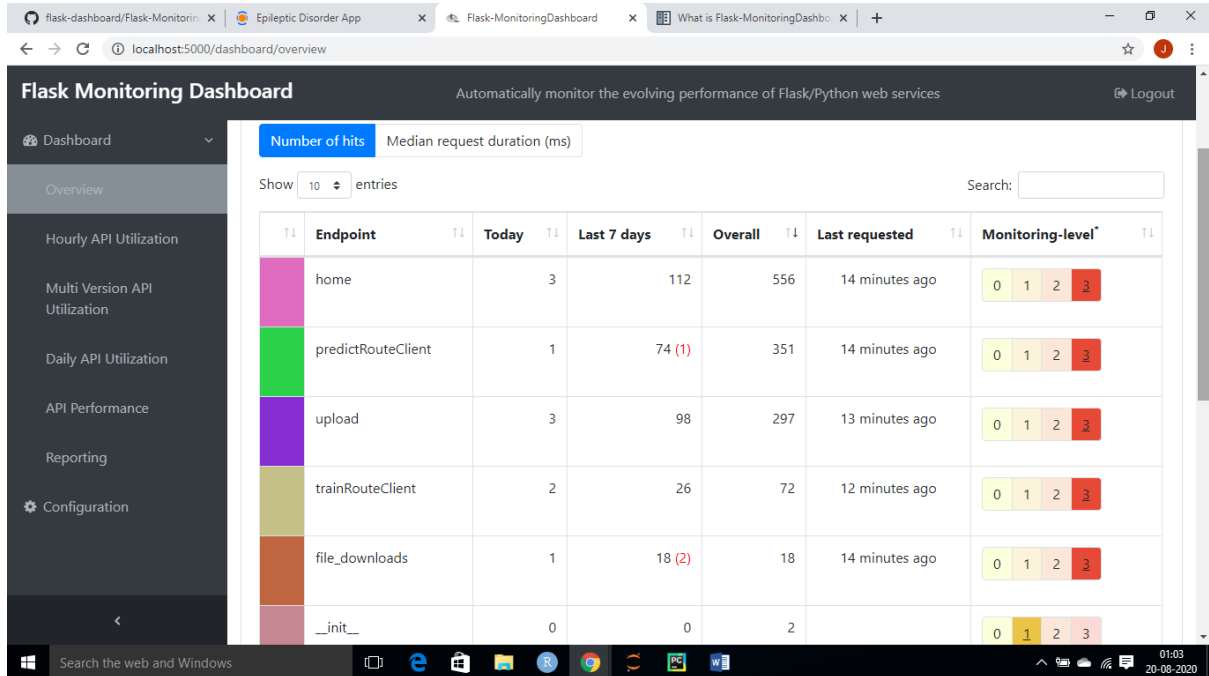 flask-dashboard/Flask-Monitorin
Epileptic Disorder App
Flask-MonitoringDashboard
What is Flask-MonitoringDashbo
localhost:5000/dashboard/overview
J
Flask Monitoring Dashboard
Automatically monitor the evolving performance of Flask/Python web services
Logout
Dashboard
Overview
Hourly API Utilization
Multi Version API
Utilization
Daily API Utilization
API Performance
Reporting
Configuration
Number of hits Median request duration (ms)
Show 10 entries Search:
Endpoint Today Last 7 days Overall Last requested Monitoring-level*
home 3 112 556 14 minutes ago 0 1 2 3
predictRouteClient 1 74 (1) 351 14 minutes ago 0 1 2 3
upload 3 98 297 13 minutes ago 0 1 2 3
trainRouteClient 2 26 72 12 minutes ago 0 1 2 3
file_downloads 1 18 (2) 18 14 minutes ago 0 1 2 3
__init__ 0 0 2 0 1 2 3
Search the web and Windows
R
PC
W
01:03
20-08-2020